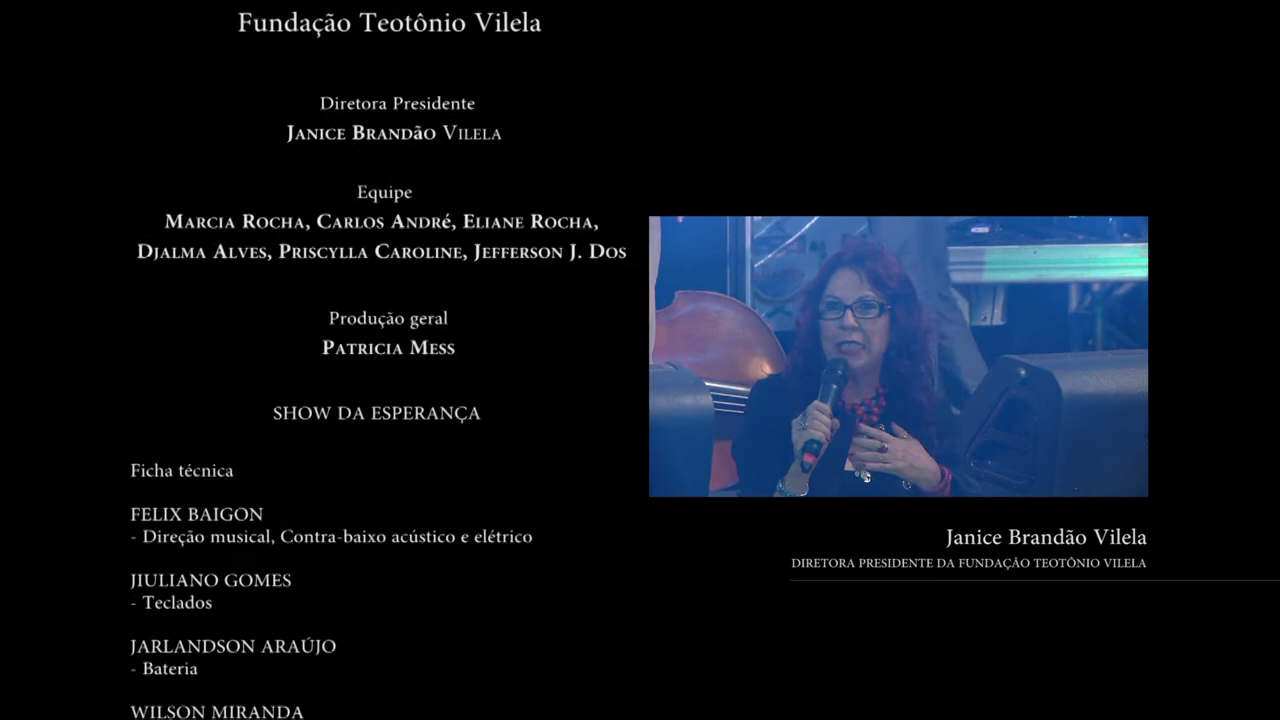 Fundação Teotônio Vilela
Diretora Presidente
JANICE BRANDãO VILELA
Equipe
MARCIA ROCHA, CARLOS ANDRé, ELIANE ROCHA,
DJALMA ALVES, PRISCYLLA CAROLINE, JEFFERSON J. DOS
Produção geral
PATRICIA MESS
SHOW DA ESPERANÇA
Ficha técnica
FELIX BAIGON
- Direção musical, Contra-baixo acústico e elétrico
JIULIANO GOMES
- Teclados
JARLANDSON ARAÚJO
- Bateria
WILSON MIRANDA
Janice Brandão Vilela
DIRETORA PRESIDENTE DA FUNDAÇÃO TEOTÔNIO VILELA